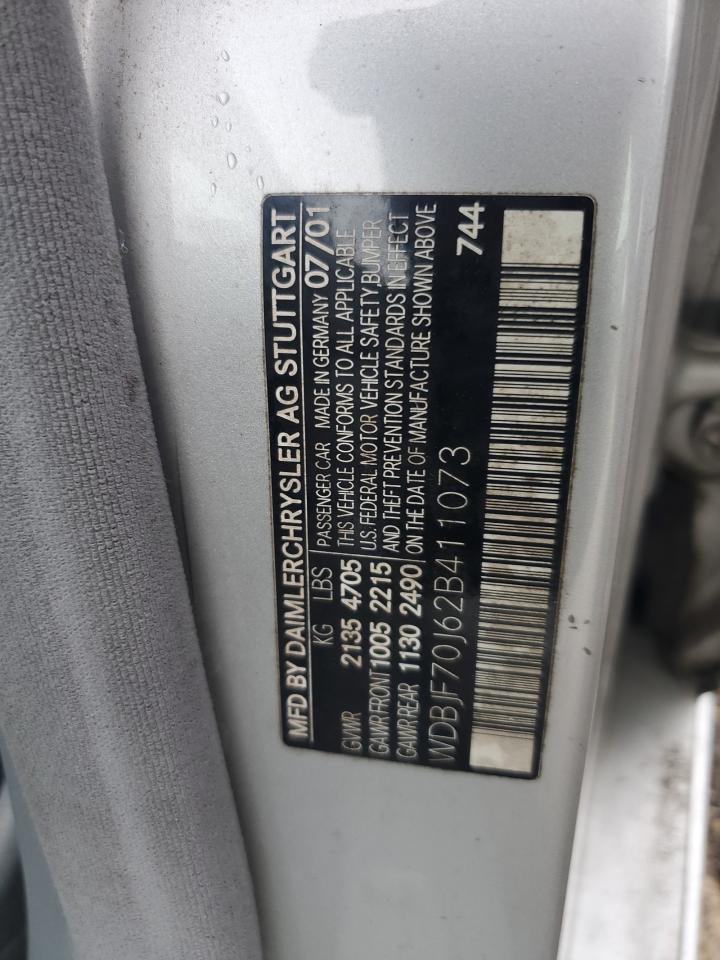 MFD BY DAIMLERCHRYSLER AG STUTTGART
KG LBS PASSENGER CAR MADE IN GERMANY 07/01
GVWR 2135 4705 THIS VEHICLE CONFORMS TO ALL APPLICABLE
GAWR FRONT 1005 2215 U.S. FEDERAL MOTOR VEHICLE SAFETY, BUMPER
GAWR REAR 1130 2490 AND THEFT PREVENTION STANDARDS IN EFFECT
ON THE DATE OF MANUFACTURE SHOWN ABOVE
WDBJF70J62B411073 744